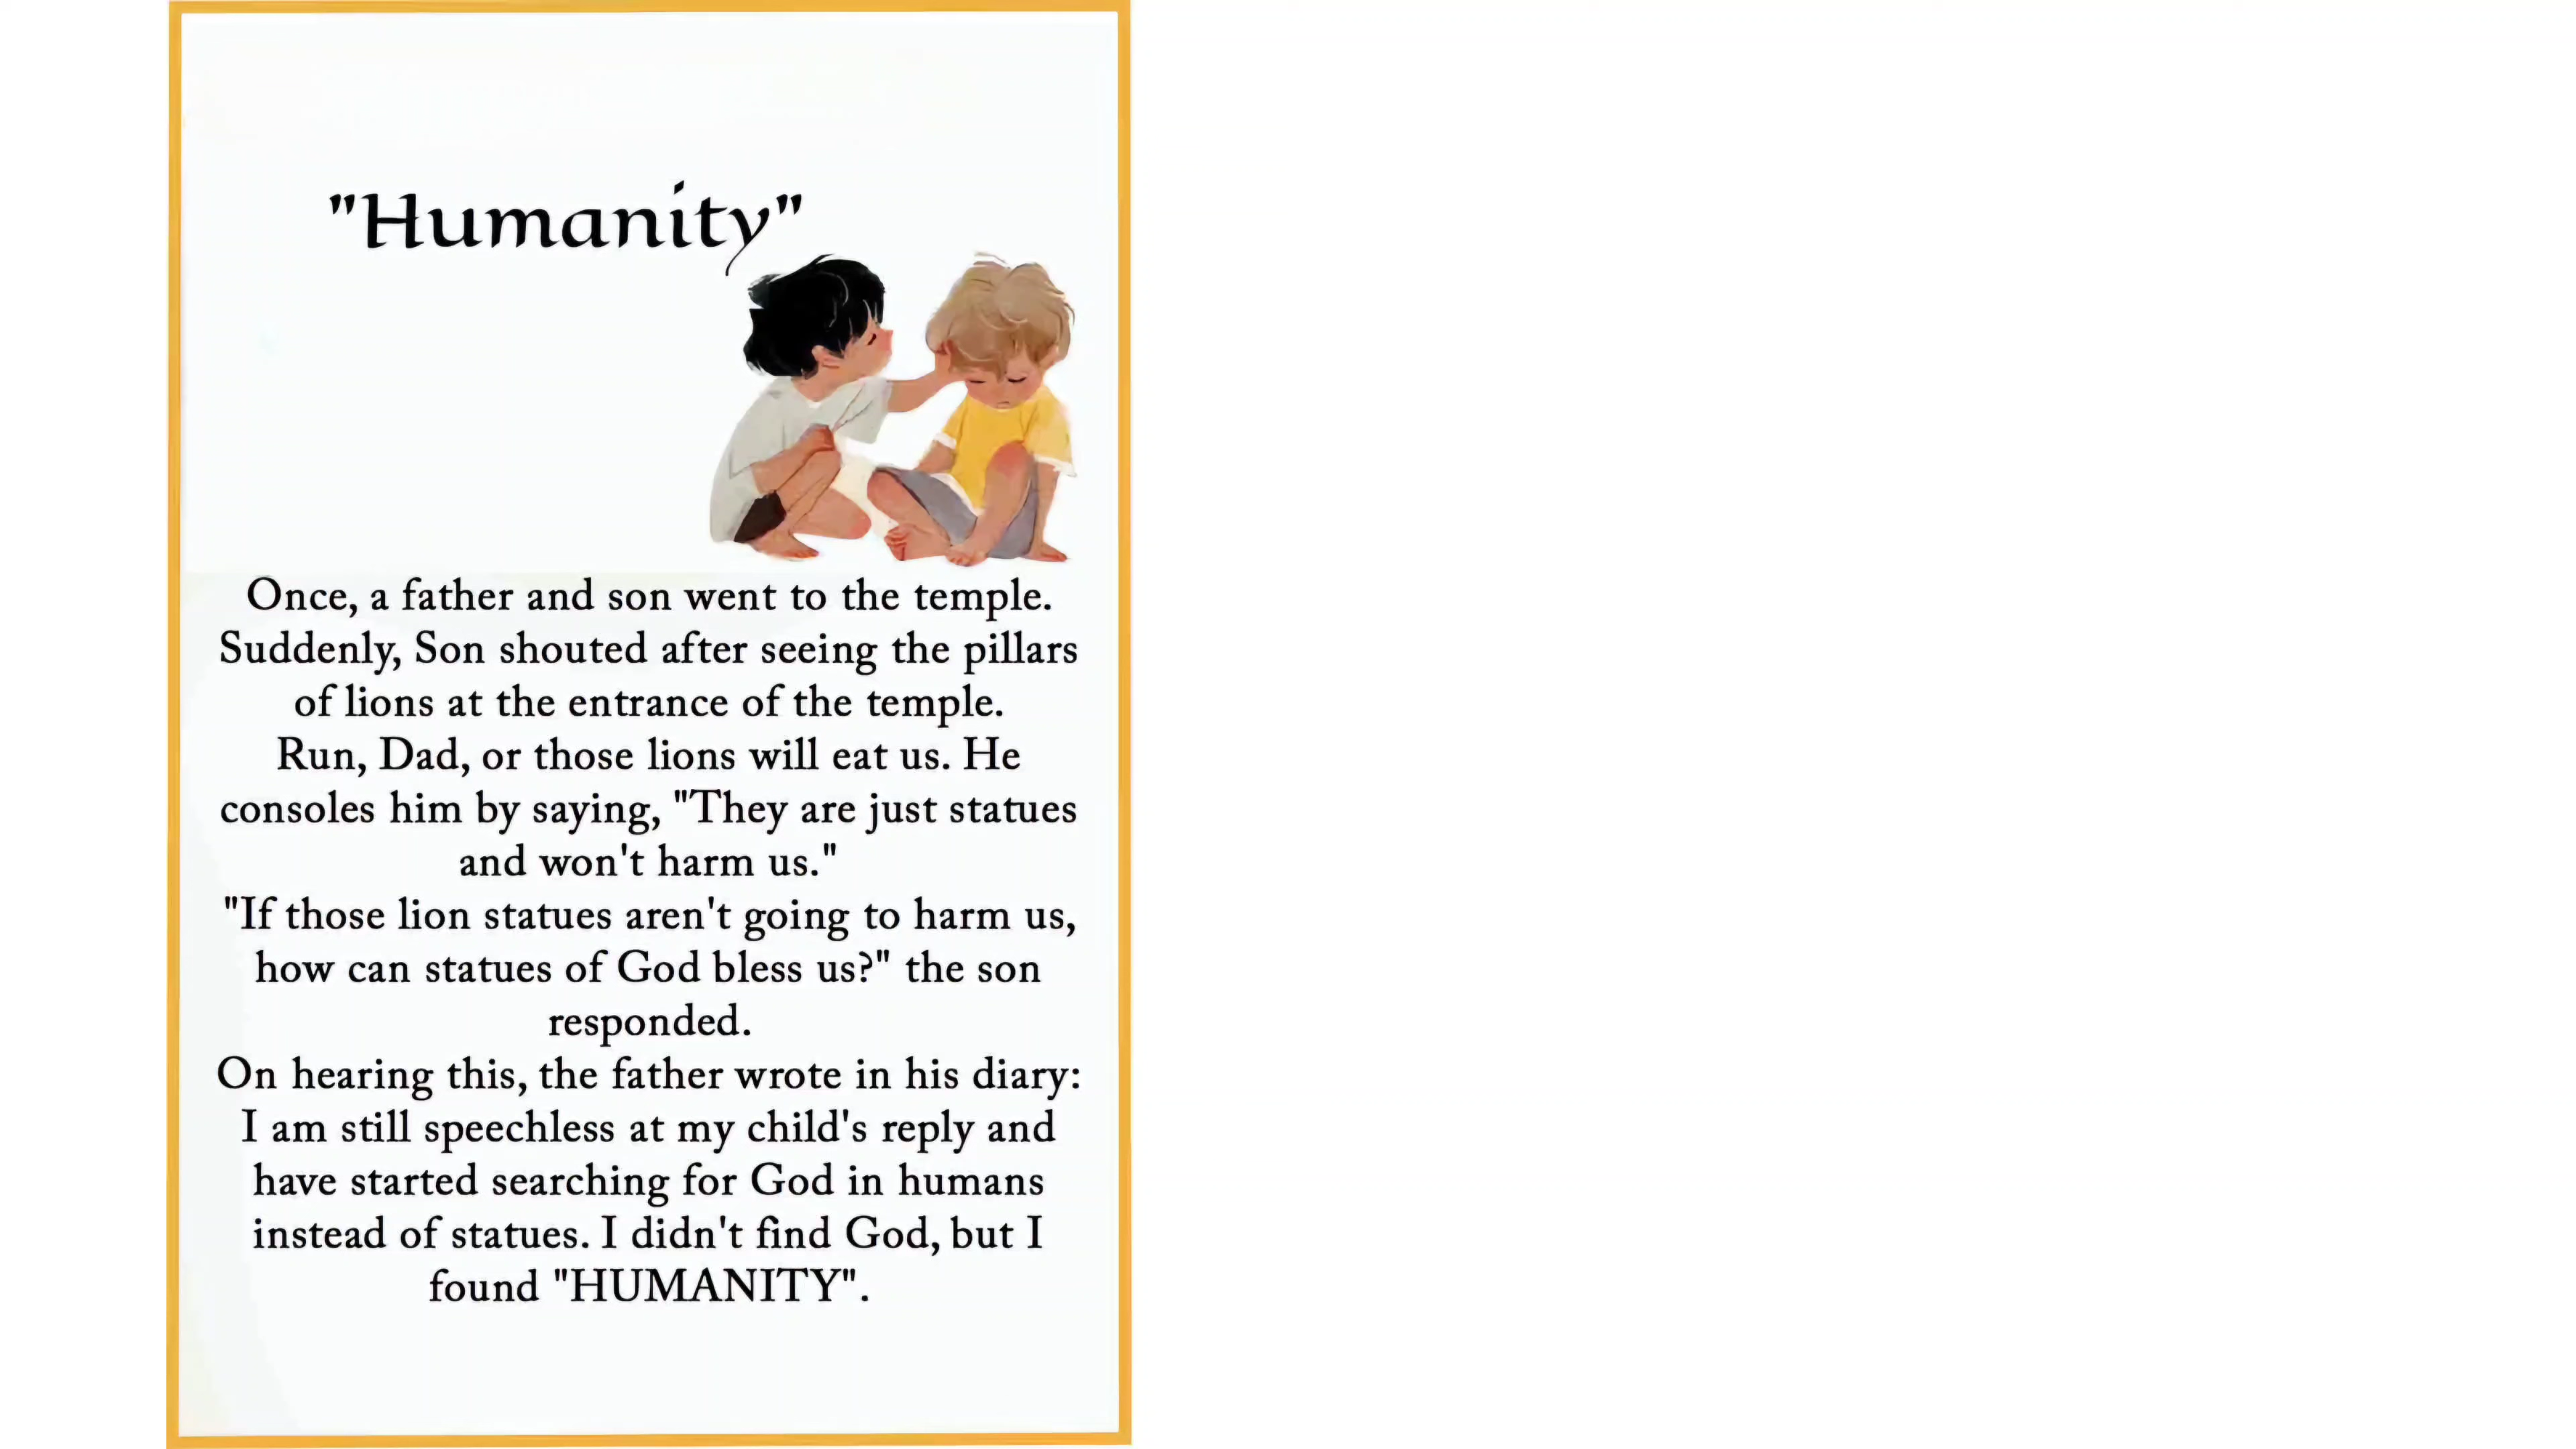 "Humanity"
Once, a father and son went to the temple.
Suddenly, Son shouted after seeing the pillars
of lions at the entrance of the temple.
Run, Dad, or those lions will eat us. He
consoles him by saying, "They are just statues
and won't harm us."
"If those lion statues aren't going to harm us,
how can statues of God bless us?" the son
responded.
On hearing this, the father wrote in his diary:
I am still speechless at my child's reply and
have started searching for God in humans
instead of statues. I didn't find God, but I
found "HUMANITY".